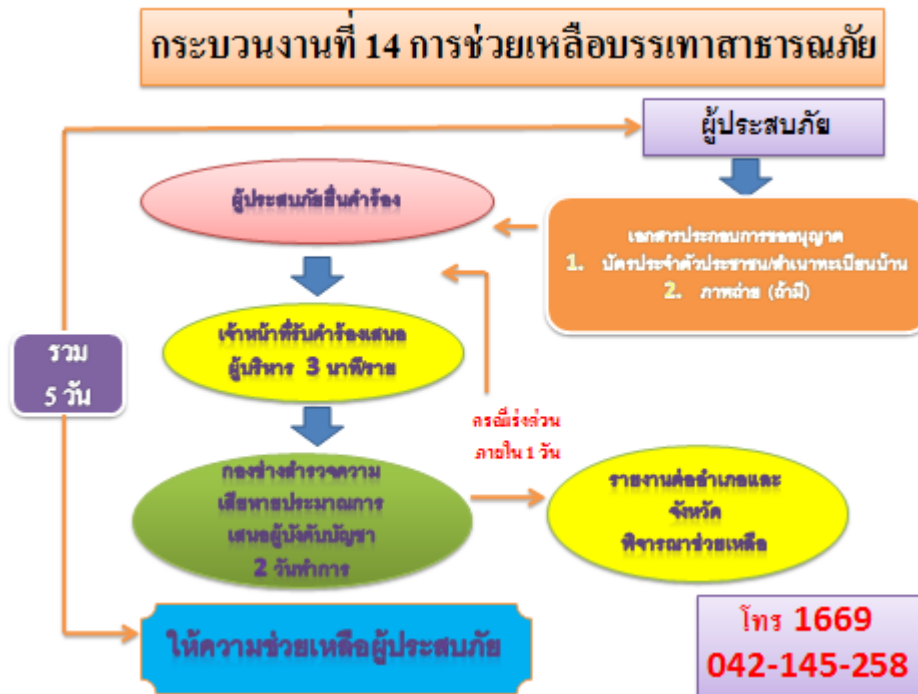 กระบวนงานที่ 14 การช่วยเหลือบรรเทาสาธารณภัย
ผู้ประสบภัย
ผู้ประสบภัยยื่นคำร้อง
เอกสารประกอบการขออนุญาต
1. บัตรประจำตัวประชาชน/สำเนาทะเบียนบ้าน
2. ภาพถ่าย (ถ้ามี)
เจ้าหน้าที่รับคำร้องเสนอ
ผู้บริหาร 3 นาที/ราย
รวม
5 วัน
กรณีเร่งด่วน
ภายใน 1 วัน
กองช่างสำรวจความ
เสียหายประมาณการ
เสนอผู้บังคับบัญชา
2 วันทำการ
รายงานต่ออำเภอและ
จังหวัด
พิจารณาช่วยเหลือ
ให้ความช่วยเหลือผู้ประสบภัย
โทร 1669
042-145-258